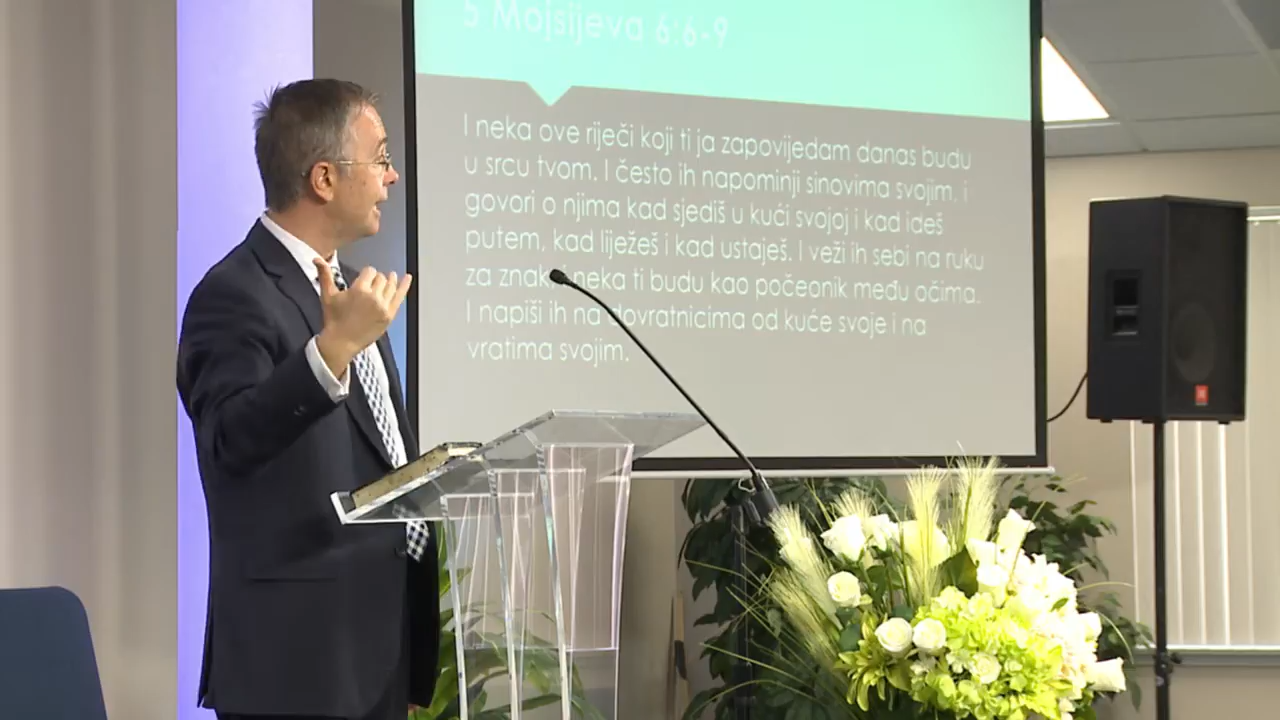 5 Mojsijeva 6:6-9
I neka ove riječi koji ti ja zapovijedam danas budu
u srcu tvom. I često ih napominji sinovima svojim, i
govori o njima kad sjediš u kući svojoj i kad ideš
putem, kad liježeš i kad ustaješ. I veži ih sebi na ruku
za znak i neka ti budu kao počeonik među očima.
I napiši ih na dovratnicima od kuće svoje i na
vratima svojim.